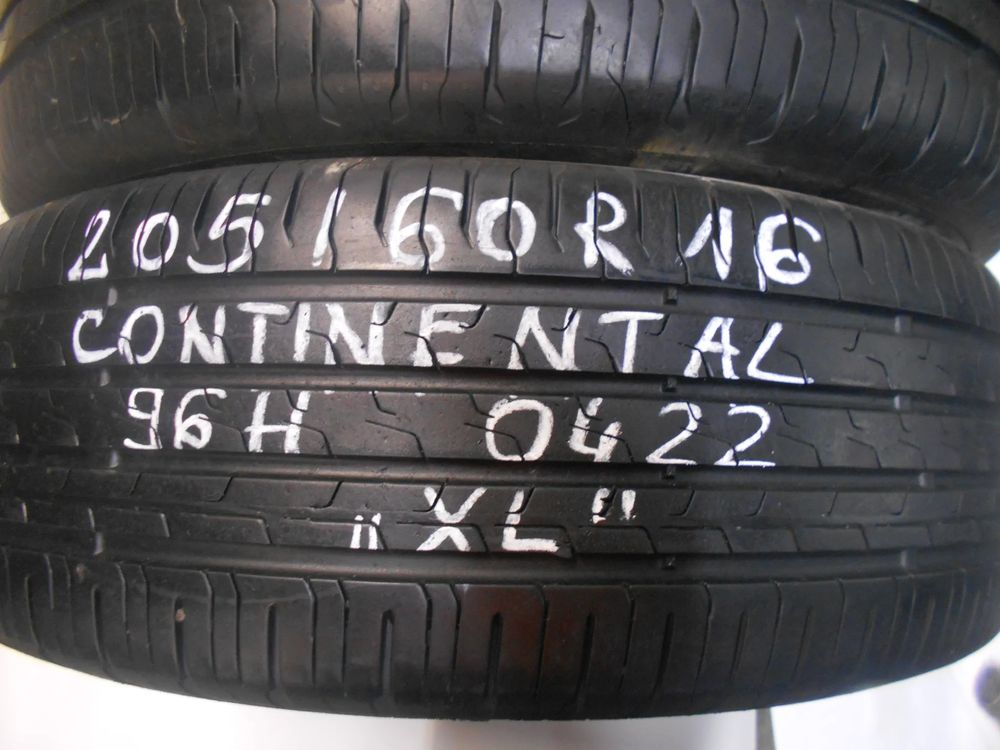 205/60R16
CONTINENTAL
96H 0422
„XL"